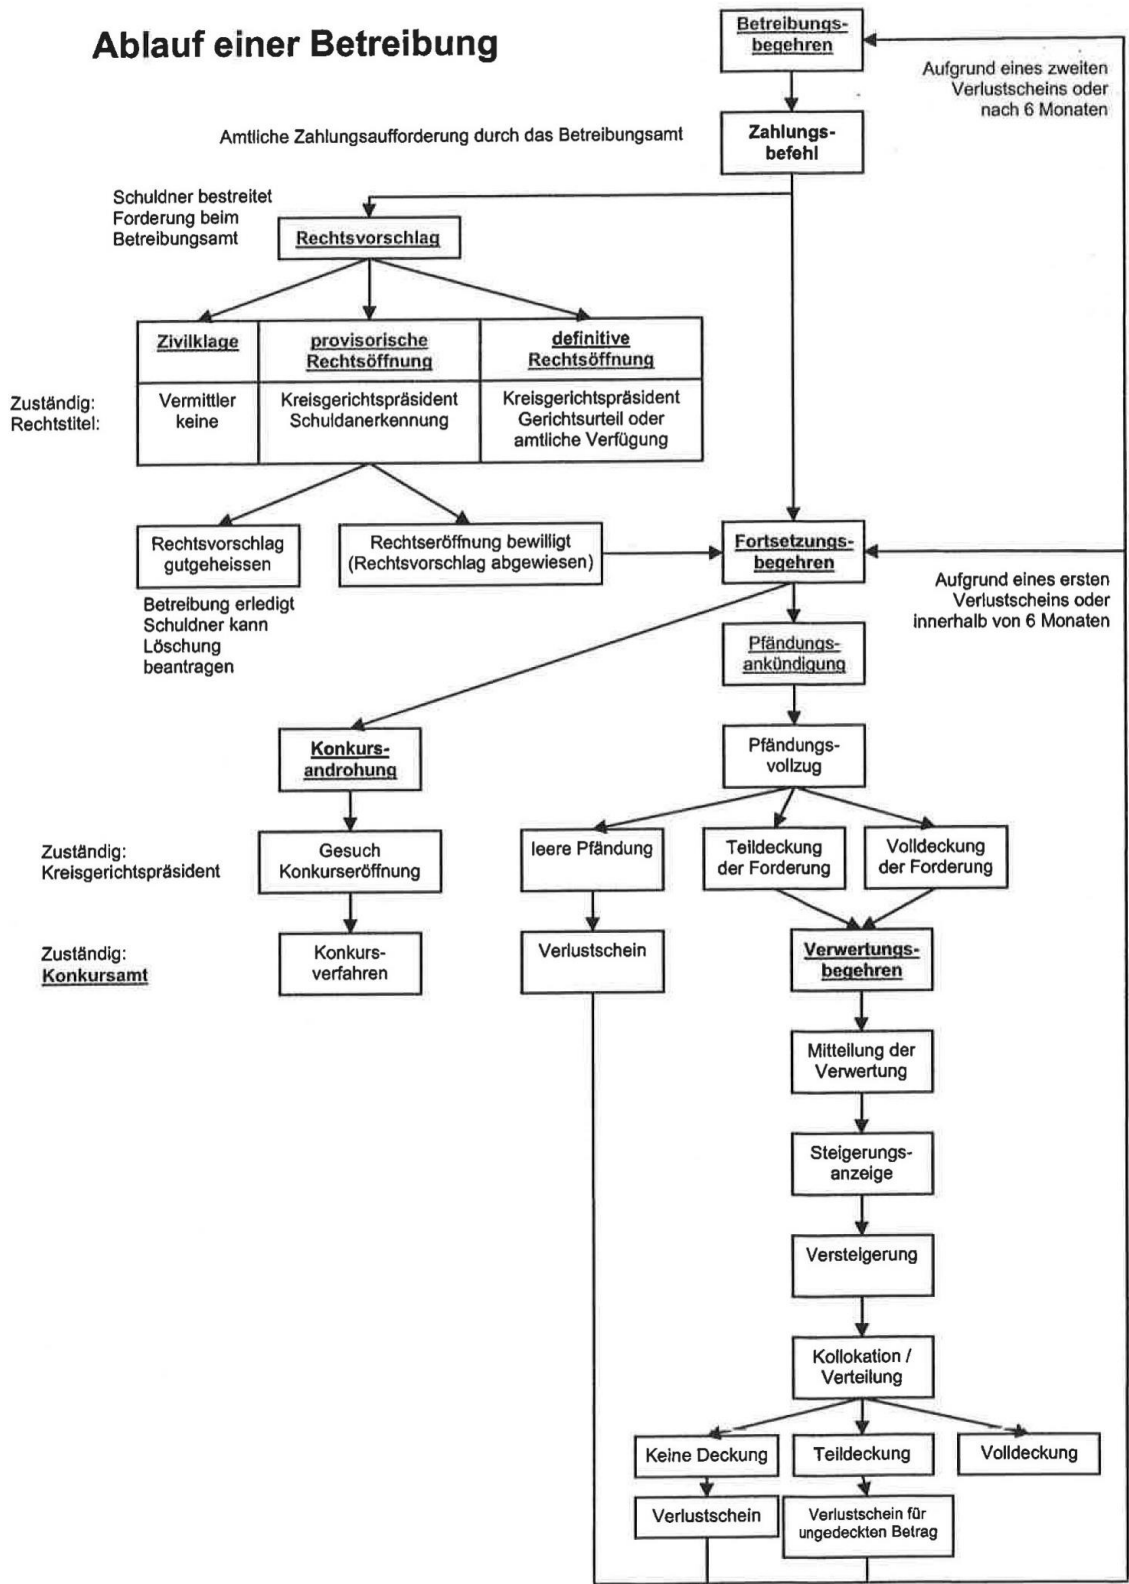 Ablauf einer Betreibung
Betreibungs-
begehren
Aufgrund eines zweiten
Verlustscheins oder
nach 6 Monaten
Amtliche Zahlungsaufforderung durch das Betreibungsamt
Zahlungs-
befehl
Schuldner bestreitet
Forderung beim
Betreibungsamt
Rechtsvorschlag
Zivilklage
provisorische
Rechtsöffnung
definitive
Rechtsöffnung
Zuständig:
Rechtstitel:
Vermittler
keine
Kreisgerichtspräsident
Schuldanerkennung
Kreisgerichtspräsident
Gerichtsurteil oder
amtliche Verfügung
Rechtsvorschlag
gutgeheissen
Rechtseröffnung bewilligt
(Rechtsvorschlag abgewiesen)
Fortsetzungs-
begehren
Betreibung erledigt
Schuldner kann
Löschung
beantragen
Aufgrund eines ersten
Verlustscheins oder
innerhalb von 6 Monaten
Pfändungs-
ankündigung
Konkurs-
androhung
Pfändungs-
vollzug
Zuständig:
Kreisgerichtspräsident
Gesuch
Konkurseröffnung
leere Pfändung
Teildeckung
der Forderung
Volldeckung
der Forderung
Zuständig:
Konkursamt
Konkurs-
verfahren
Verlustschein
Verwertungs-
begehren
Mitteilung der
Verwertung
Steigerungs-
anzeige
Versteigerung
Kollokation /
Verteilung
Keine Deckung
Teildeckung
Volldeckung
Verlustschein
Verlustschein für
ungedeckten Betrag